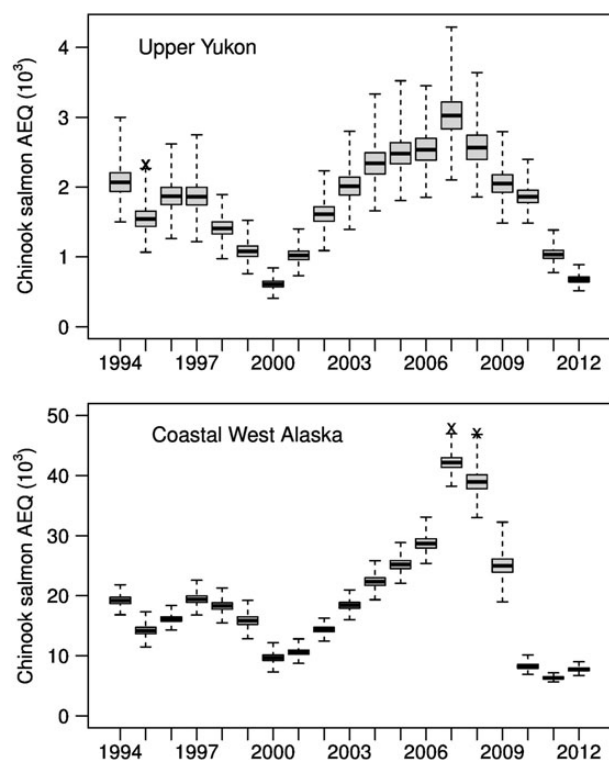 Upper Yukon
Chinook salmon AEQ (10³)
4
3
2
1
0
x
1994 1997 2000 2003 2006 2009 2012
Coastal West Alaska
Chinook salmon AEQ (10³)
50
40
30
20
10
0
x x
1994 1997 2000 2003 2006 2009 2012